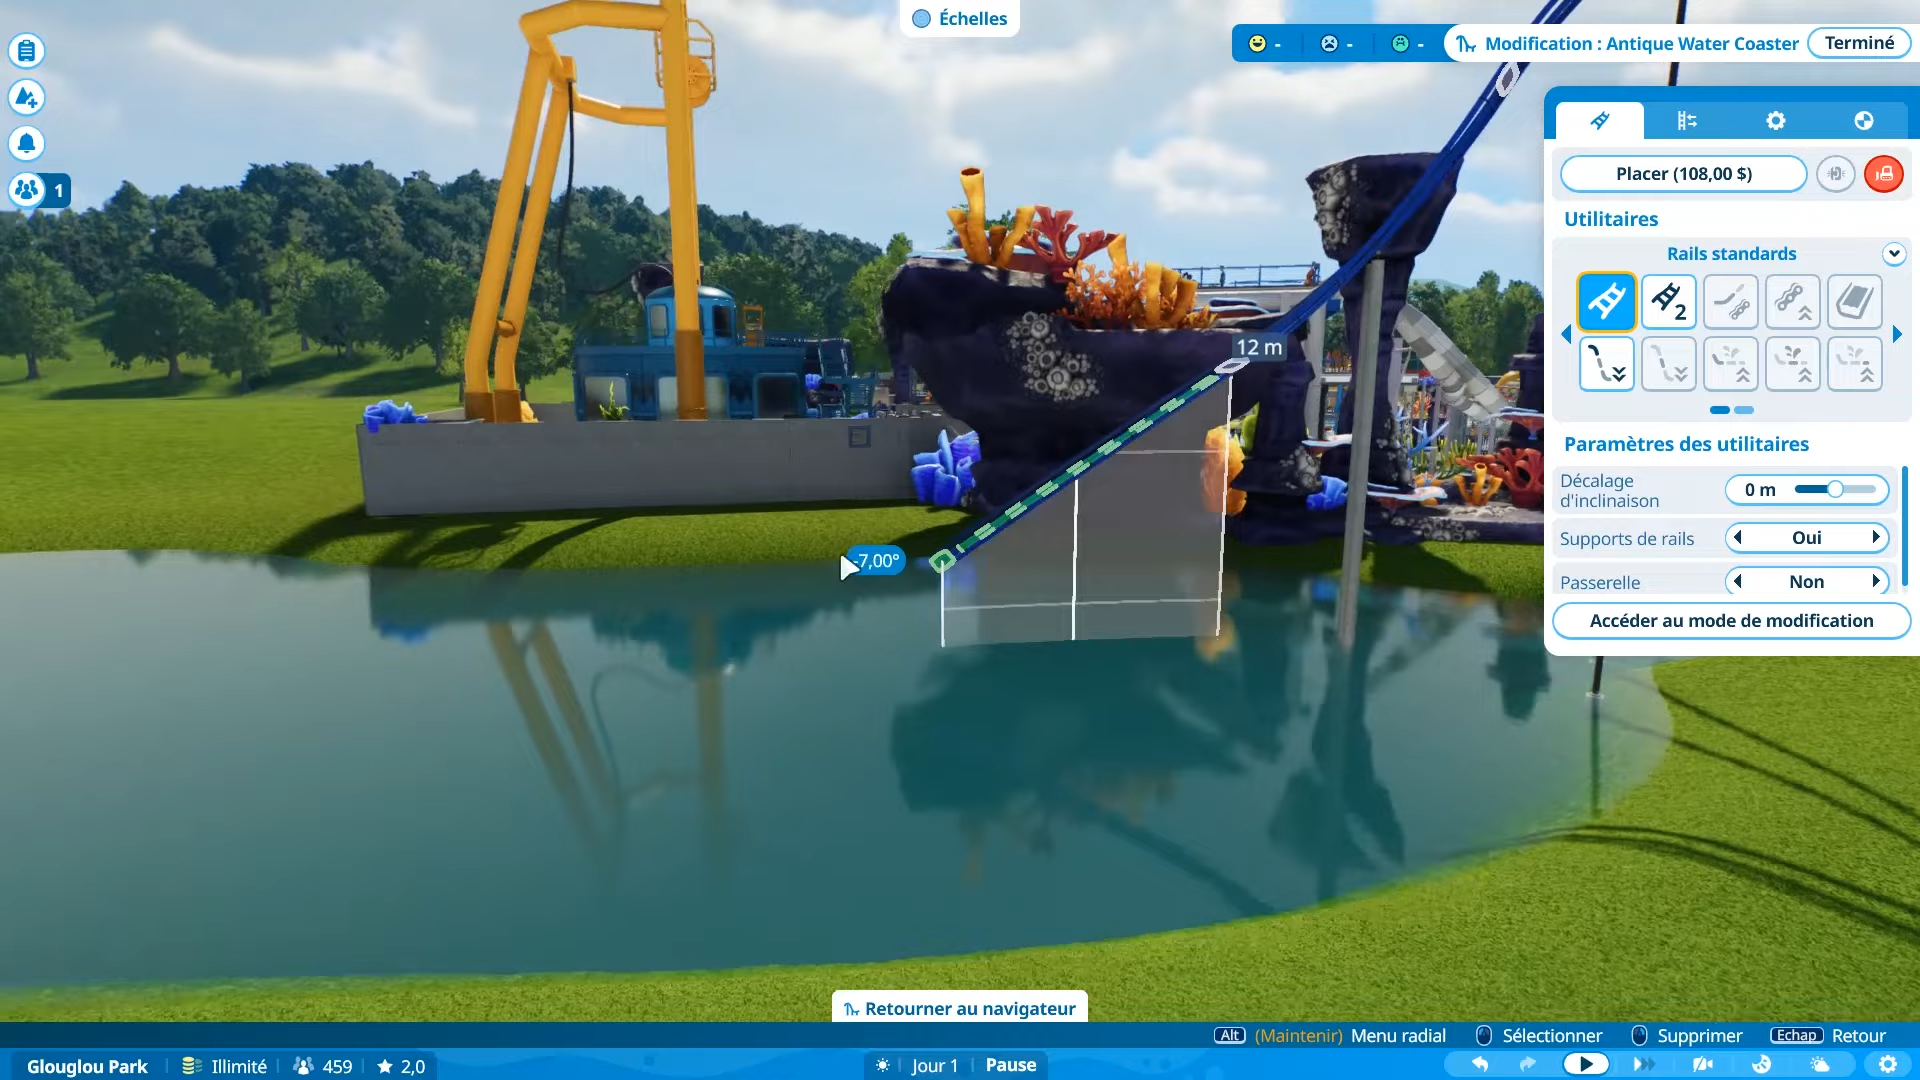 Échelles
1
-
-
-
Modification : Antique Water Coaster
Terminé
Placer (108,00 $)
Utilitaires
Rails standards
2
Paramètres des utilitaires
Décalage
d'inclinaison
0 m
Supports de rails
Oui
Passerelle
Non
Accéder au mode de modification
12 m
-7,00°
Retourner au navigateur
Alt (Maintenir) Menu radial
Sélectionner
Supprimer
Echap Retour
Glouglou Park
Illimité
459
2,0
Jour 1
Pause